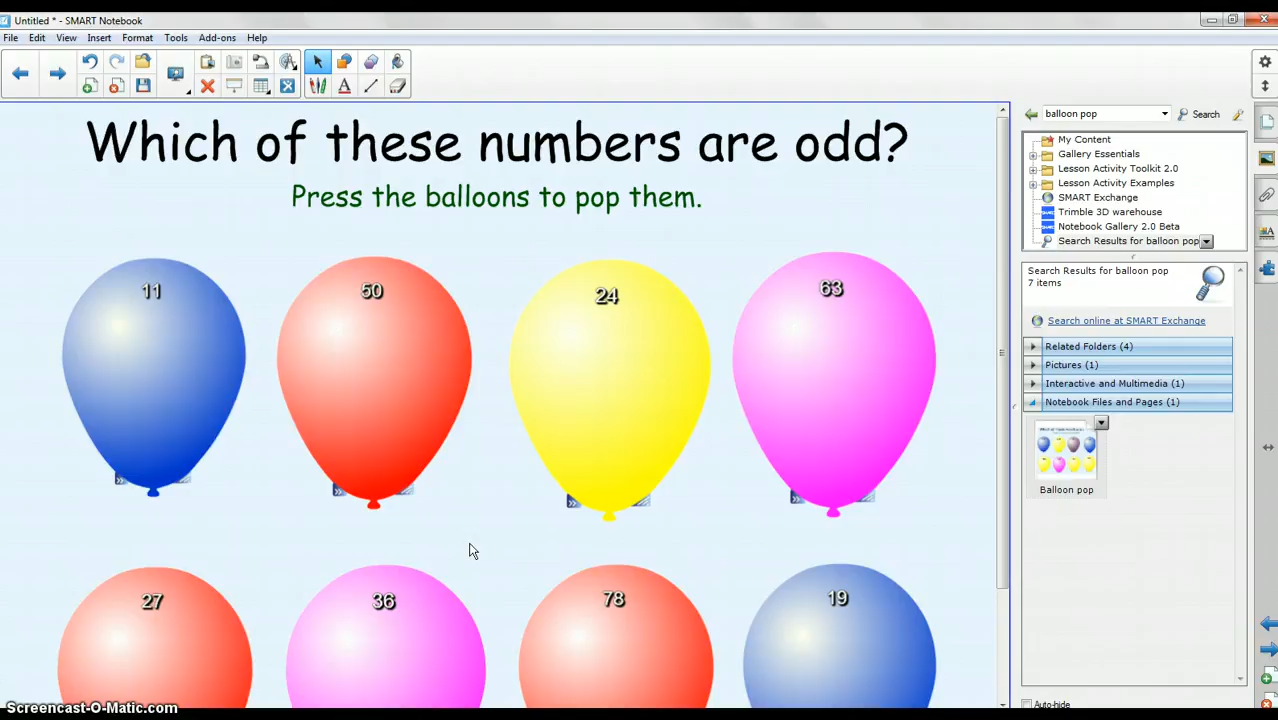 Untitled * - SMART Notebook
File Edit View Insert Format Tools Add-ons Help
Which of these numbers are odd?
Press the balloons to pop them.
11 50 24 63
27 36 78 19
balloon pop Search
My Content
Gallery Essentials
Lesson Activity Toolkit 2.0
Lesson Activity Examples
SMART Exchange
Trimble 3D warehouse
Notebook Gallery 2.0 Beta
Search Results for balloon pop
Search Results for balloon pop
7 items
Search online at SMART Exchange
Related Folders (4)
Pictures (1)
Interactive and Multimedia (1)
Notebook Files and Pages (1)
Balloon pop
Auto-hide
Screencast-O-Matic.com